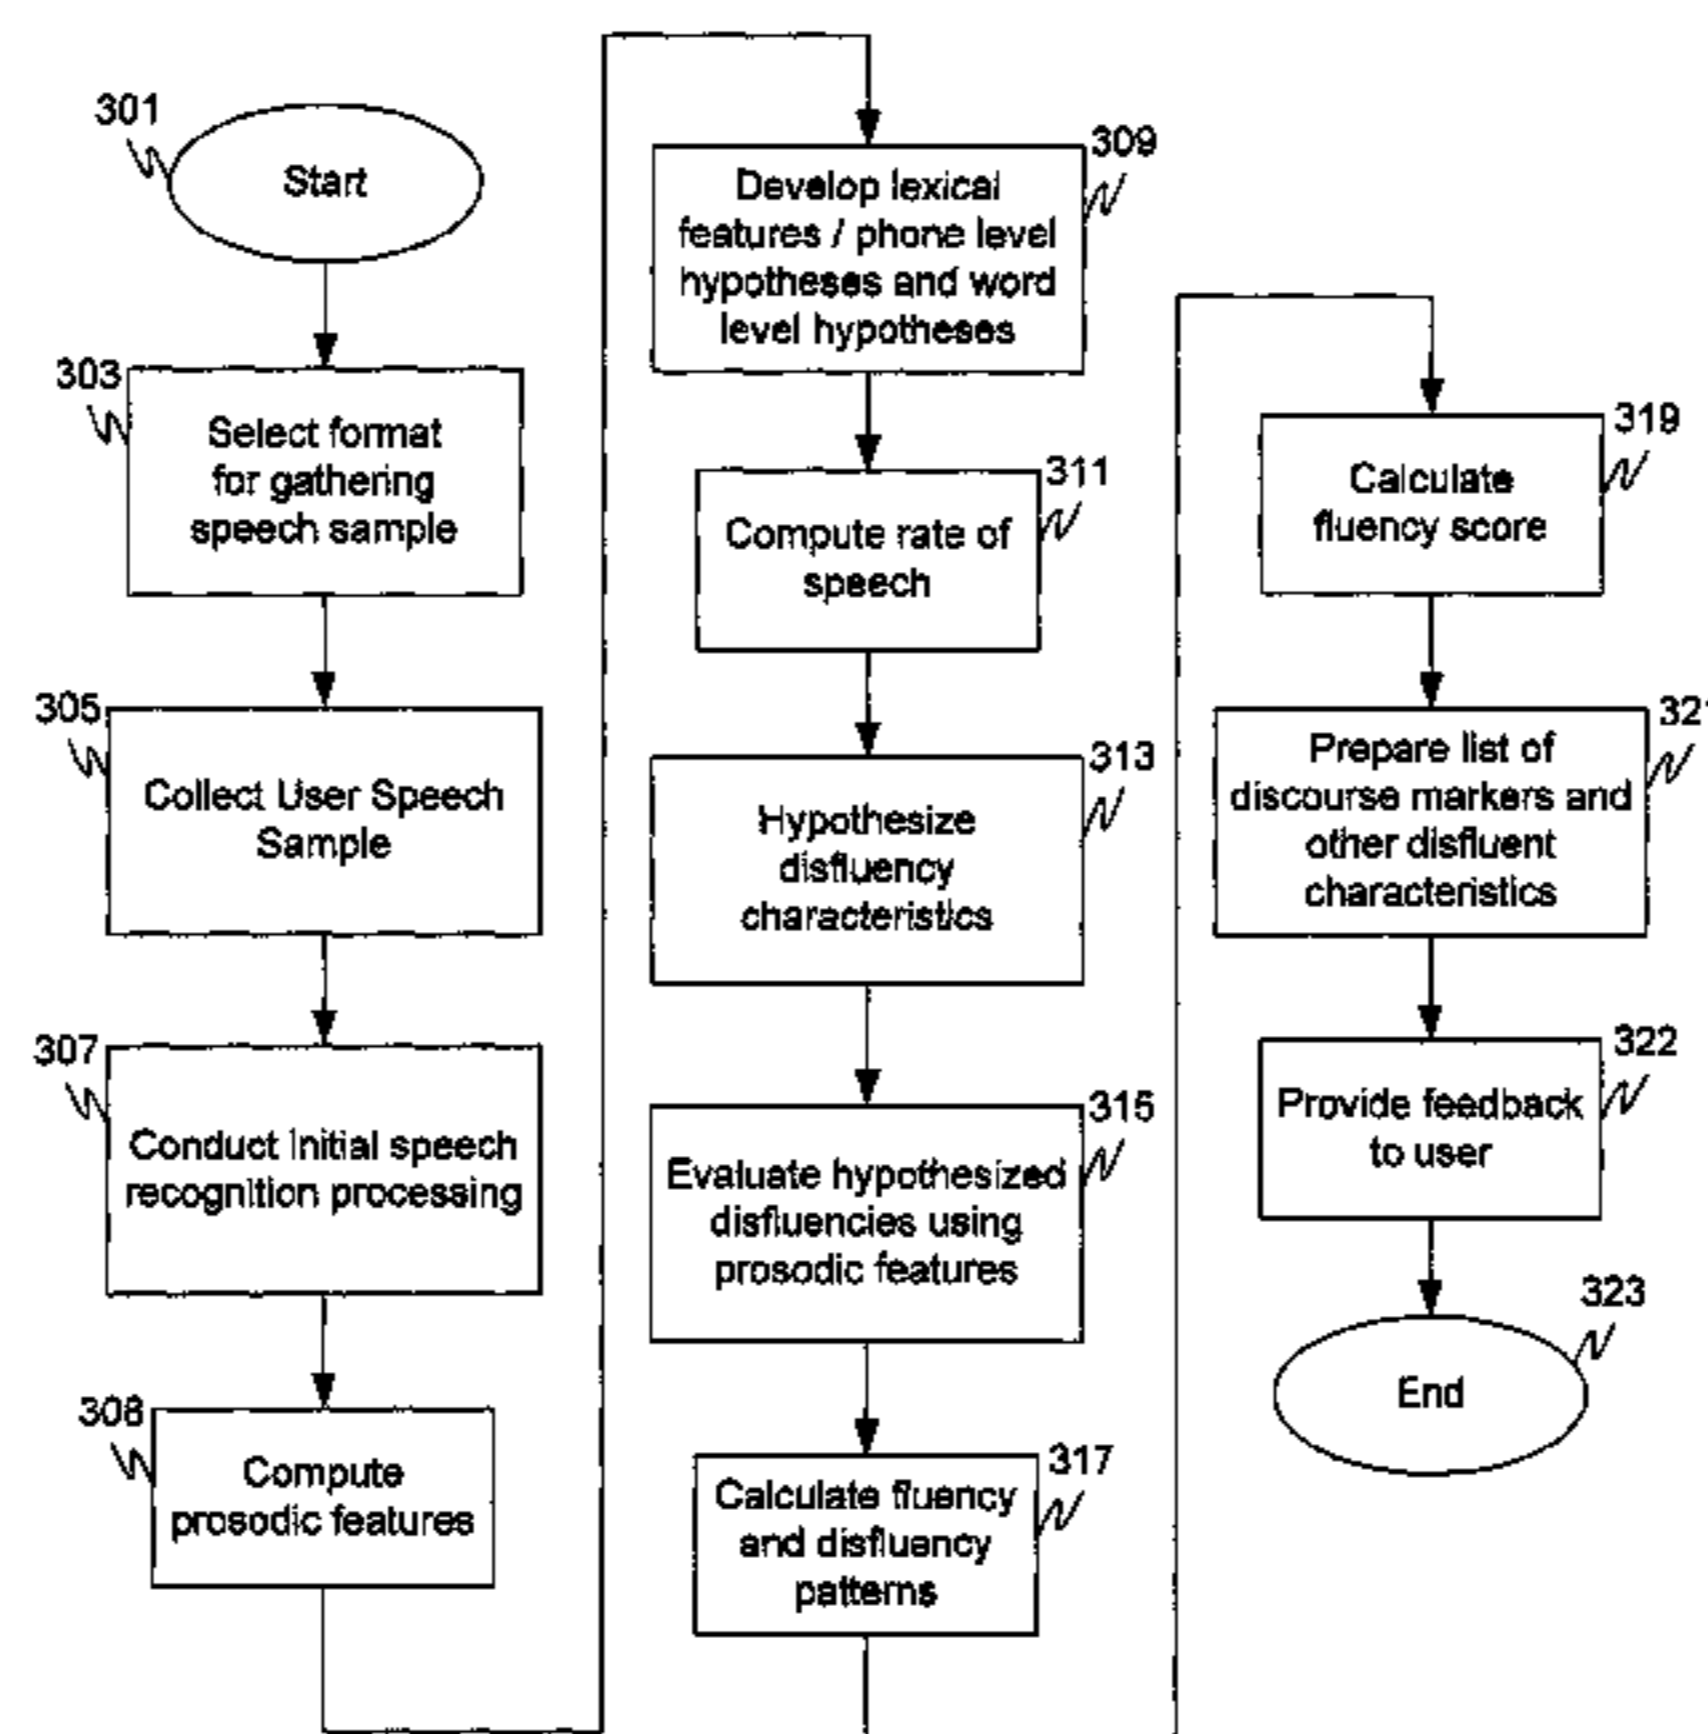 301
Start
303
Select format
for gathering
speech sample
305
Collect User Speech
Sample
307
Conduct Initial speech
recognition processing
308
Compute
prosodic features
309
Develop lexical
features / phone level
hypotheses and word
level hypotheses
311
Compute rate of
speech
313
Hypothesize
disfluency
characteristics
315
Evaluate hypothesized
disfluencies using
prosodic features
317
Calculate fluency
and disfluency
patterns
319
Calculate
fluency score
321
Prepare list of
discourse markers and
other disfluent
characteristics
322
Provide feedback
to user
323
End